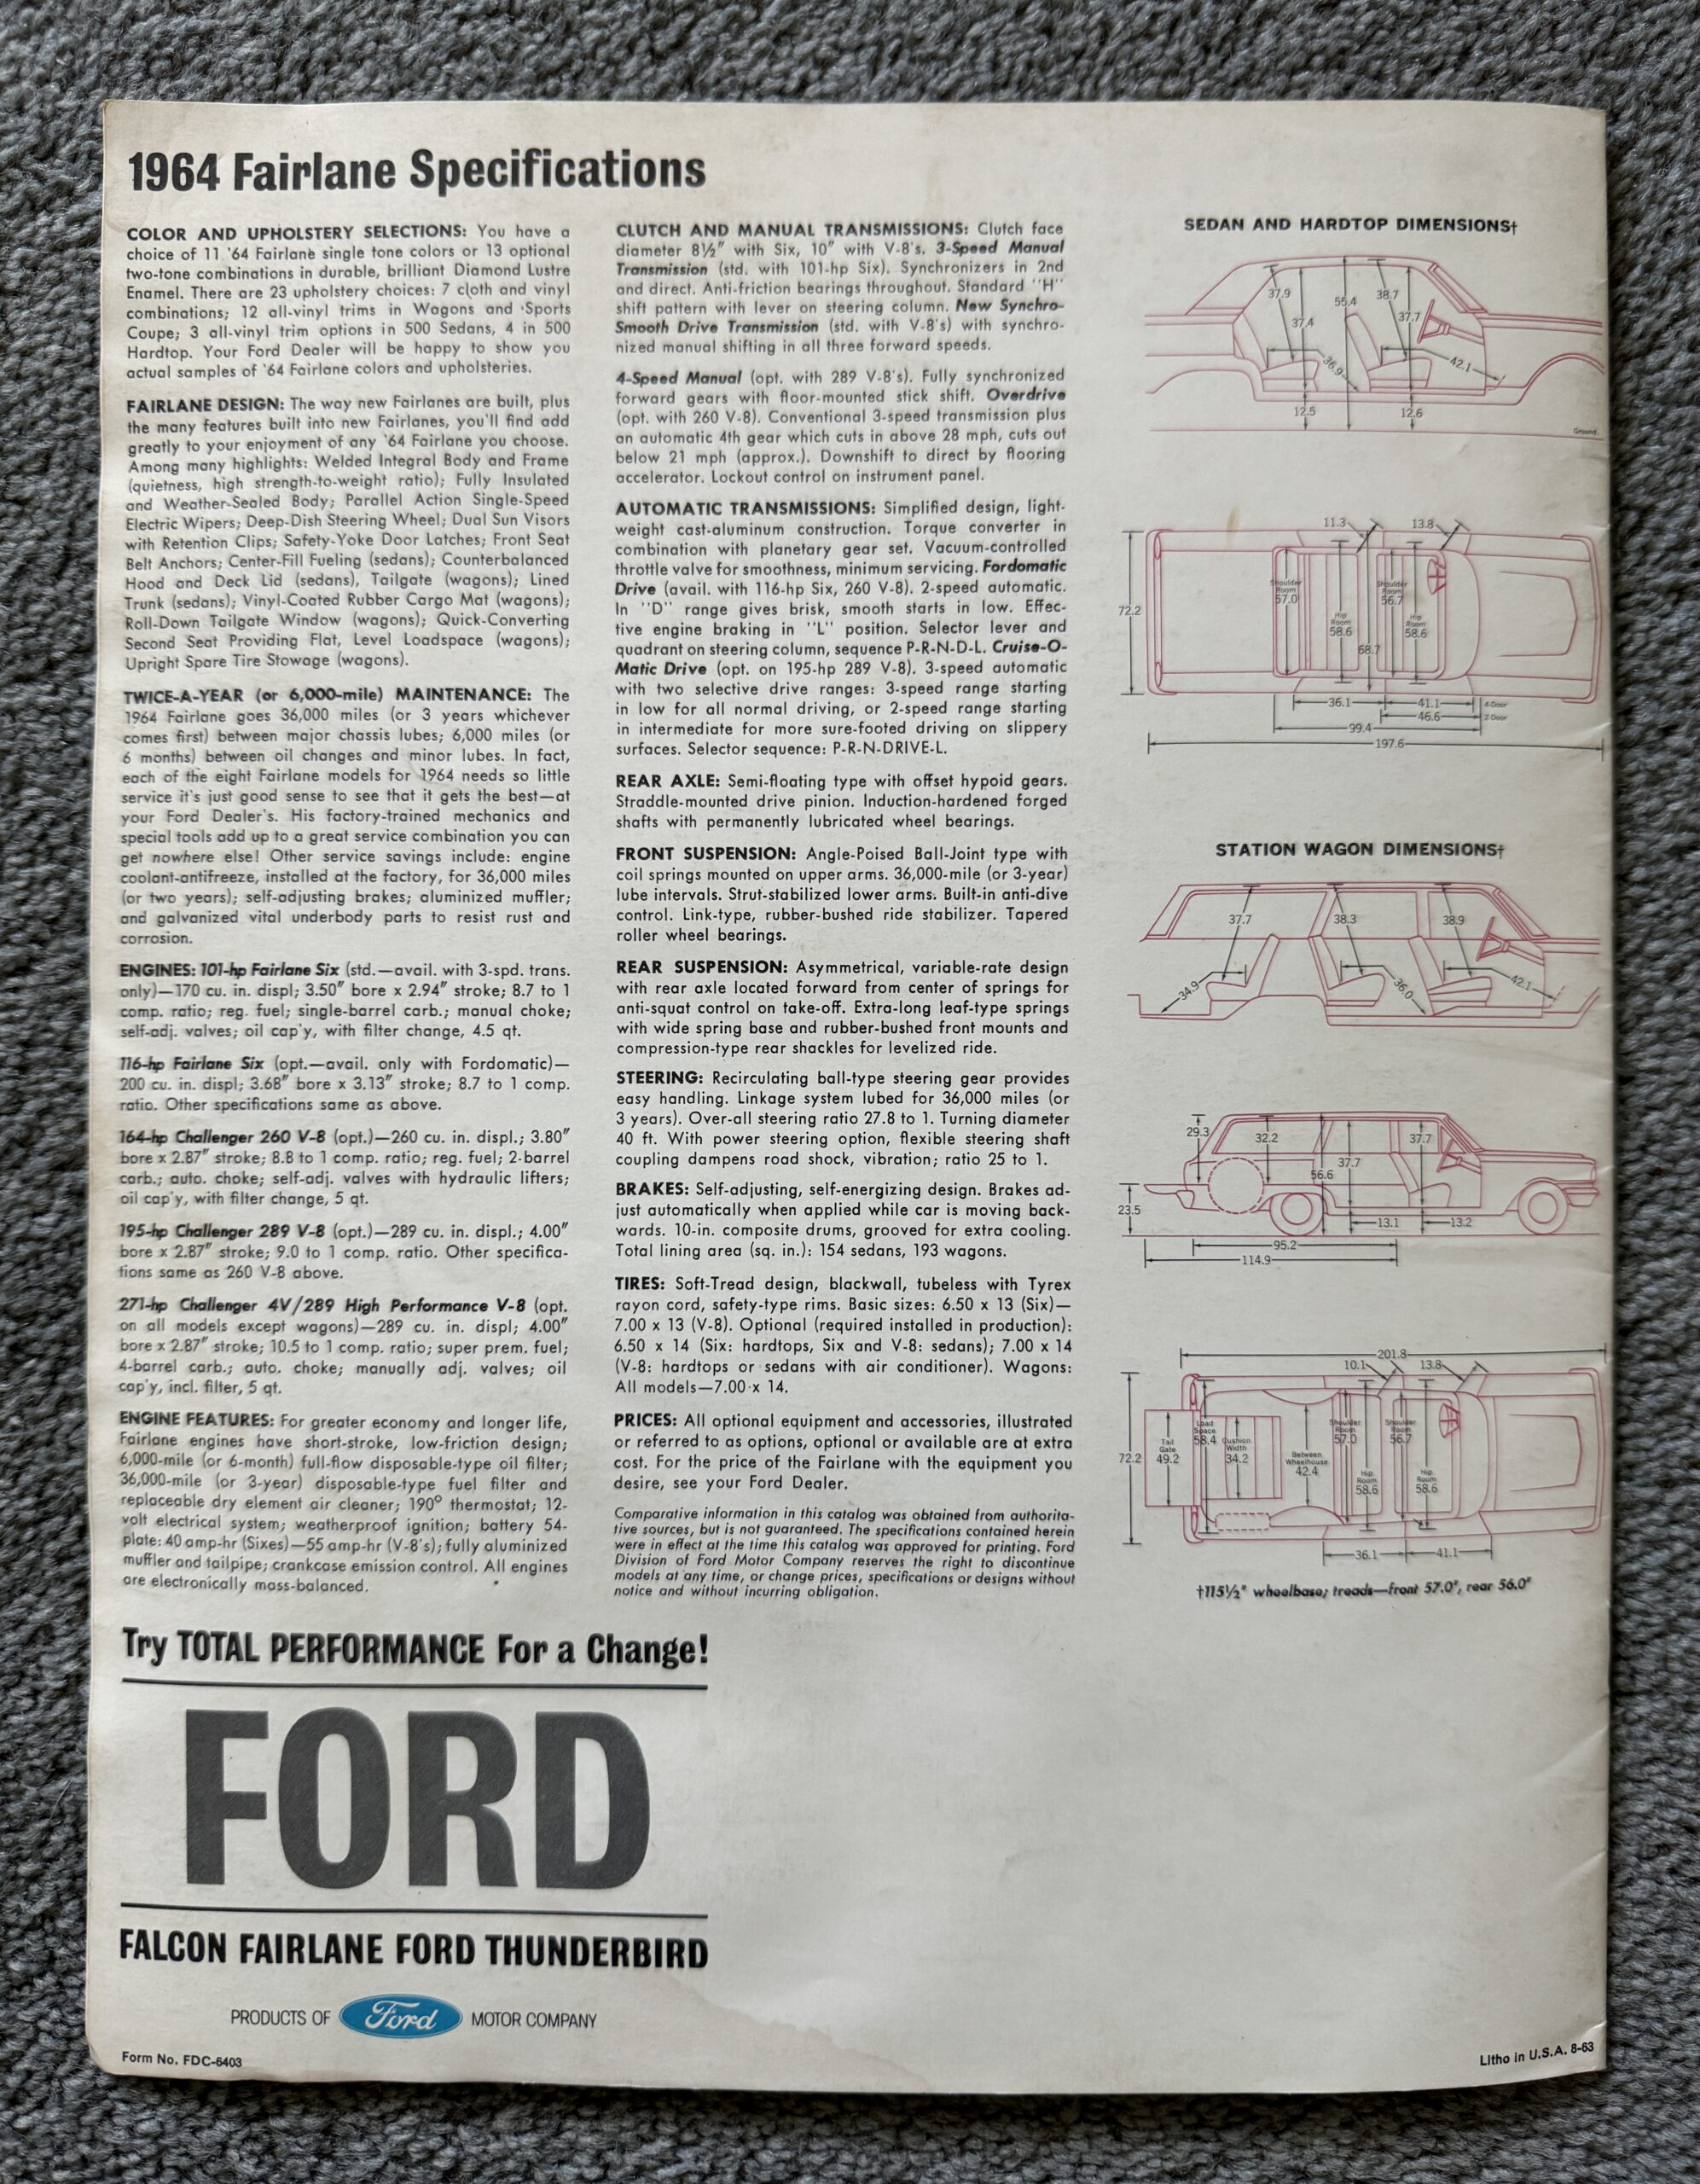 1964 Fairlane Specifications
COLOR AND UPHOLSTERY SELECTIONS: You have a
choice of 11 '64 Fairlane single tone colors or 13 optional
two-tone combinations in durable, brilliant Diamond Lustre
Enamel. There are 23 upholstery choices: 7 cloth and vinyl
combinations; 12 all-vinyl trims in Wagons and Sports
Coupe; 3 all-vinyl trim options in 500 Sedans, 4 in 500
Hardtop. Your Ford Dealer will be happy to show you
actual samples of '64 Fairlane colors and upholsteries.
FAIRLANE DESIGN: The way new Fairlanes are built, plus
the many features built into new Fairlanes, you'll find add
greatly to your enjoyment of any '64 Fairlane you choose.
Among many highlights: Welded Integral Body and Frame
(quietness, high strength-to-weight ratio); Fully Insulated
and Weather-Sealed Body; Parallel Action Single-Speed
Electric Wipers; Deep-Dish Steering Wheel; Dual Sun Visors
with Retention Clips; Safety-Yoke Door Latches; Front Seat
Belt Anchors; Center-Fill Fueling (sedans); Counterbalanced
Hood and Deck Lid (sedans), Tailgate (wagons); Lined
Trunk (sedans); Vinyl-Coated Rubber Cargo Mat (wagons);
Roll-Down Tailgate Window (wagons); Quick-Converting
Second Seat Providing Flat, Level Loadspace (wagons);
Upright Spare Tire Stowage (wagons).
TWICE-A-YEAR (or 6,000-mile) MAINTENANCE: The
1964 Fairlane goes 36,000 miles (or 3 years whichever
comes first) between major chassis lubes; 6,000 miles (or
6 months) between oil changes and minor lubes. In fact,
each of the eight Fairlane models for 1964 needs so little
service it's just good sense to see that it gets the best—at
your Ford Dealer's. His factory-trained mechanics and
special tools add up to a great service combination you can
get nowhere else! Other service savings include: engine
coolant-antifreeze, installed at the factory, for 36,000 miles
(or two years); self-adjusting brakes; aluminized muffler;
and galvanized vital underbody parts to resist rust and
corrosion.
ENGINES: 101-hp Fairlane Six (std.—avail. with 3-spd. trans.
only)—170 cu. in. displ; 3.50" bore x 2.94" stroke; 8.7 to 1
comp. ratio; reg. fuel; single-barrel carb.; manual choke;
self-adj. valves; oil cap'y, with filter change, 4.5 qt.
116-hp Fairlane Six (opt.—avail. only with Fordomatic)—
200 cu. in. displ; 3.68" bore x 3.13" stroke; 8.7 to 1 comp.
ratio. Other specifications same as above.
164-hp Challenger 260 V-8 (opt.)—260 cu. in. displ.; 3.80"
bore x 2.87" stroke; 8.8 to 1 comp. ratio; reg. fuel; 2-barrel
carb.; auto. choke; self-adj. valves with hydraulic lifters;
oil cap'y, with filter change, 5 qt.
195-hp Challenger 289 V-8 (opt.)—289 cu. in. displ.; 4.00"
bore x 2.87" stroke; 9.0 to 1 comp. ratio. Other specifica-
tions same as 260 V-8 above.
271-hp Challenger 4V/289 High Performance V-8 (opt.
on all models except wagons)—289 cu. in. displ; 4.00"
bore x 2.87" stroke; 10.5 to 1 comp. ratio; super prem. fuel;
4-barrel carb.; auto. choke; manually adj. valves; oil
cap'y, incl. filter, 5 qt.
ENGINE FEATURES: For greater economy and longer life,
Fairlane engines have short-stroke, low-friction design;
6,000-mile (or 6-month) full-flow disposable-type oil filter;
36,000-mile (or 3-year) disposable-type fuel filter and
replaceable dry element air cleaner; 190° thermostat; 12-
volt electrical system; weatherproof ignition; battery 54-
plate: 40 amp-hr (Sixes)—55 amp-hr (V-8's); fully aluminized
muffler and tailpipe; crankcase emission control. All engines
are electronically mass-balanced.
CLUTCH AND MANUAL TRANSMISSIONS: Clutch face
diameter 8½" with Six, 10" with V-8's. 3-Speed Manual
Transmission (std. with 101-hp Six). Synchronizers in 2nd
and direct. Anti-friction bearings throughout. Standard "H"
shift pattern with lever on steering column. New Synchro-
Smooth Drive Transmission (std. with V-8's) with synchro-
nized manual shifting in all three forward speeds.
4-Speed Manual (opt. with 289 V-8's). Fully synchronized
forward gears with floor-mounted stick shift. Overdrive
(opt. with 260 V-8). Conventional 3-speed transmission plus
an automatic 4th gear which cuts in above 28 mph, cuts out
below 21 mph (approx.). Downshift to direct by flooring
accelerator. Lockout control on instrument panel.
AUTOMATIC TRANSMISSIONS: Simplified design, light-
weight cast-aluminum construction. Torque converter in
combination with planetary gear set. Vacuum-controlled
throttle valve for smoothness, minimum servicing. Fordomatic
Drive (avail. with 116-hp Six, 260 V-8). 2-speed automatic.
In "D" range gives brisk, smooth starts in low. Effec-
tive engine braking in "L" position. Selector lever and
quadrant on steering column, sequence P-R-N-D-L. Cruise-O-
Matic Drive (opt. on 195-hp 289 V-8). 3-speed automatic
with two selective drive ranges: 3-speed range starting
in low for all normal driving, or 2-speed range starting
in intermediate for more sure-footed driving on slippery
surfaces. Selector sequence: P-R-N-DRIVE-L.
REAR AXLE: Semi-floating type with offset hypoid gears.
Straddle-mounted drive pinion. Induction-hardened forged
shafts with permanently lubricated wheel bearings.
FRONT SUSPENSION: Angle-Poised Ball-Joint type with
coil springs mounted on upper arms. 36,000-mile (or 3-year)
lube intervals. Strut-stabilized lower arms. Built-in anti-dive
control. Link-type, rubber-bushed ride stabilizer. Tapered
roller wheel bearings.
REAR SUSPENSION: Asymmetrical, variable-rate design
with rear axle located forward from center of springs for
anti-squat control on take-off. Extra-long leaf-type springs
with wide spring base and rubber-bushed front mounts and
compression-type rear shackles for levelized ride.
STEERING: Recirculating ball-type steering gear provides
easy handling. Linkage system lubed for 36,000 miles (or
3 years). Over-all steering ratio 27.8 to 1. Turning diameter
40 ft. With power steering option, flexible steering shaft
coupling dampens road shock, vibration; ratio 25 to 1.
BRAKES: Self-adjusting, self-energizing design. Brakes ad-
just automatically when applied while car is moving back-
wards. 10-in. composite drums, grooved for extra cooling.
Total lining area (sq. in.): 154 sedans, 193 wagons.
TIRES: Soft-Tread design, blackwall, tubeless with Tyrex
rayon cord, safety-type rims. Basic sizes: 6.50 x 13 (Six)—
7.00 x 13 (V-8). Optional (required installed in production):
6.50 x 14 (Six: hardtops, Six and V-8: sedans); 7.00 x 14
(V-8: hardtops or sedans with air conditioner). Wagons:
All models—7.00 x 14.
PRICES: All optional equipment and accessories, illustrated
or referred to as options, optional or available are at extra
cost. For the price of the Fairlane with the equipment you
desire, see your Ford Dealer.
Comparative information in this catalog was obtained from authorita-
tive sources, but is not guaranteed. The specifications contained herein
were in effect at the time this catalog was approved for printing. Ford
Division of Ford Motor Company reserves the right to discontinue
models at any time, or change prices, specifications or designs without
notice and without incurring obligation.
SEDAN AND HARDTOP DIMENSIONS†
37.9
37.4
55.4
38.7
37.7
36.9
42.1
12.5
12.6
Ground
11.3
13.8
72.2
Shoulder
Room
57.0
Shoulder
Room
56.7
Hip
Room
58.6
Hip
Room
58.6
68.7
36.1
41.1
4-Door
46.6
2-Door
99.4
197.6
STATION WAGON DIMENSIONS†
37.7
38.3
38.9
34.9
36.0
42.1
29.3
32.2
37.7
37.7
56.6
23.5
13.1
13.2
95.2
114.9
201.8
10.1
13.8
72.2
Tail
Gate
49.2
Load
Space
58.4
Cushion
Width
34.2
Between
Wheelhouse
42.4
Shoulder
Room
57.0
Shoulder
Room
56.7
Hip
Room
58.6
Hip
Room
58.6
36.1
41.1
†115½" wheelbase; treads—front 57.0", rear 56.0"
Try TOTAL PERFORMANCE For a Change!
FORD
FALCON FAIRLANE FORD THUNDERBIRD
PRODUCTS OF Ford MOTOR COMPANY
Form No. FDC-6403
Litho in U.S.A. 8-63